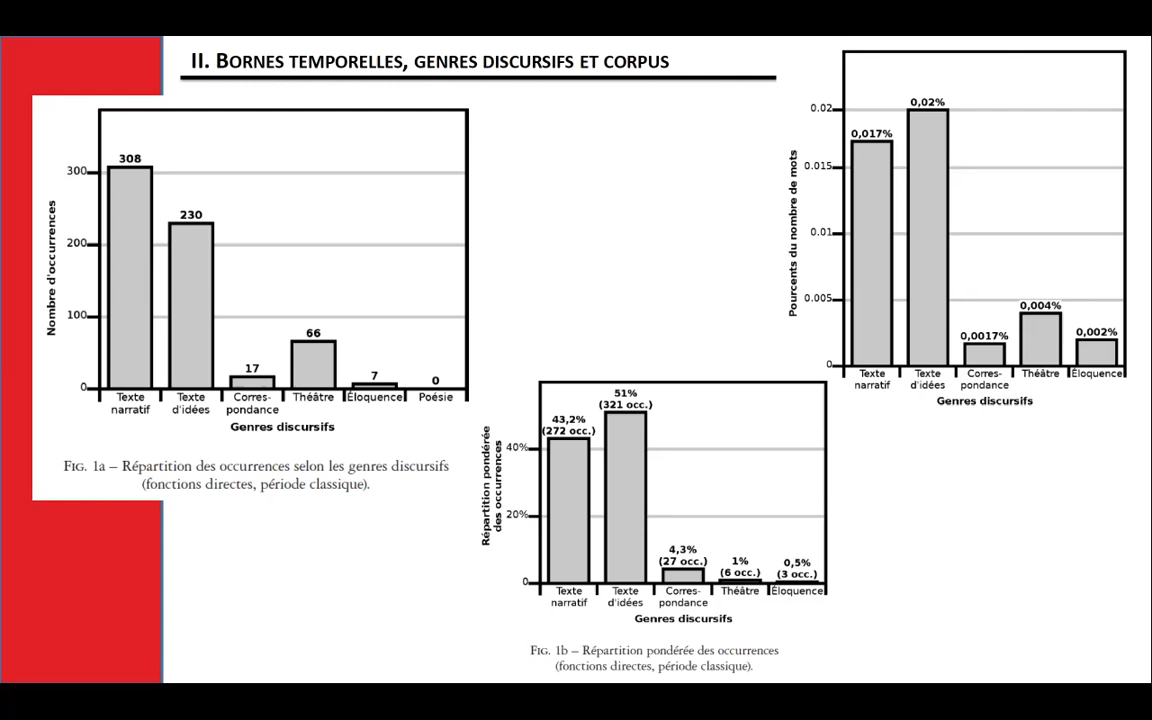 II. BORNES TEMPORELLES, GENRES DISCURSIFS ET CORPUS
308
230
17
66
7
0
300
200
100
0
Nombre d'occurrences
Texte narratif
Texte d'idées
Corres-pondance
Théâtre
Éloquence
Poésie
Genres discursifs
FIG. 1a – Répartition des occurrences selon les genres discursifs
(fonctions directes, période classique).
43,2%
(272 occ.)
51%
(321 occ.)
4,3%
(27 occ.)
1%
(6 occ.)
0,5%
(3 occ.)
40%
20%
0
Répartition pondérée
des occurrences
Texte narratif
Texte d'idées
Corres-pondance
Théâtre
Éloquence
Genres discursifs
FIG. 1b – Répartition pondérée des occurrences
(fonctions directes, période classique).
0,017%
0,02%
0,0017%
0,004%
0,002%
0.02
0.015
0.01
0.005
0
Pourcents du nombre de mots
Texte narratif
Texte d'idées
Corres-pondance
Théâtre
Éloquence
Genres discursifs